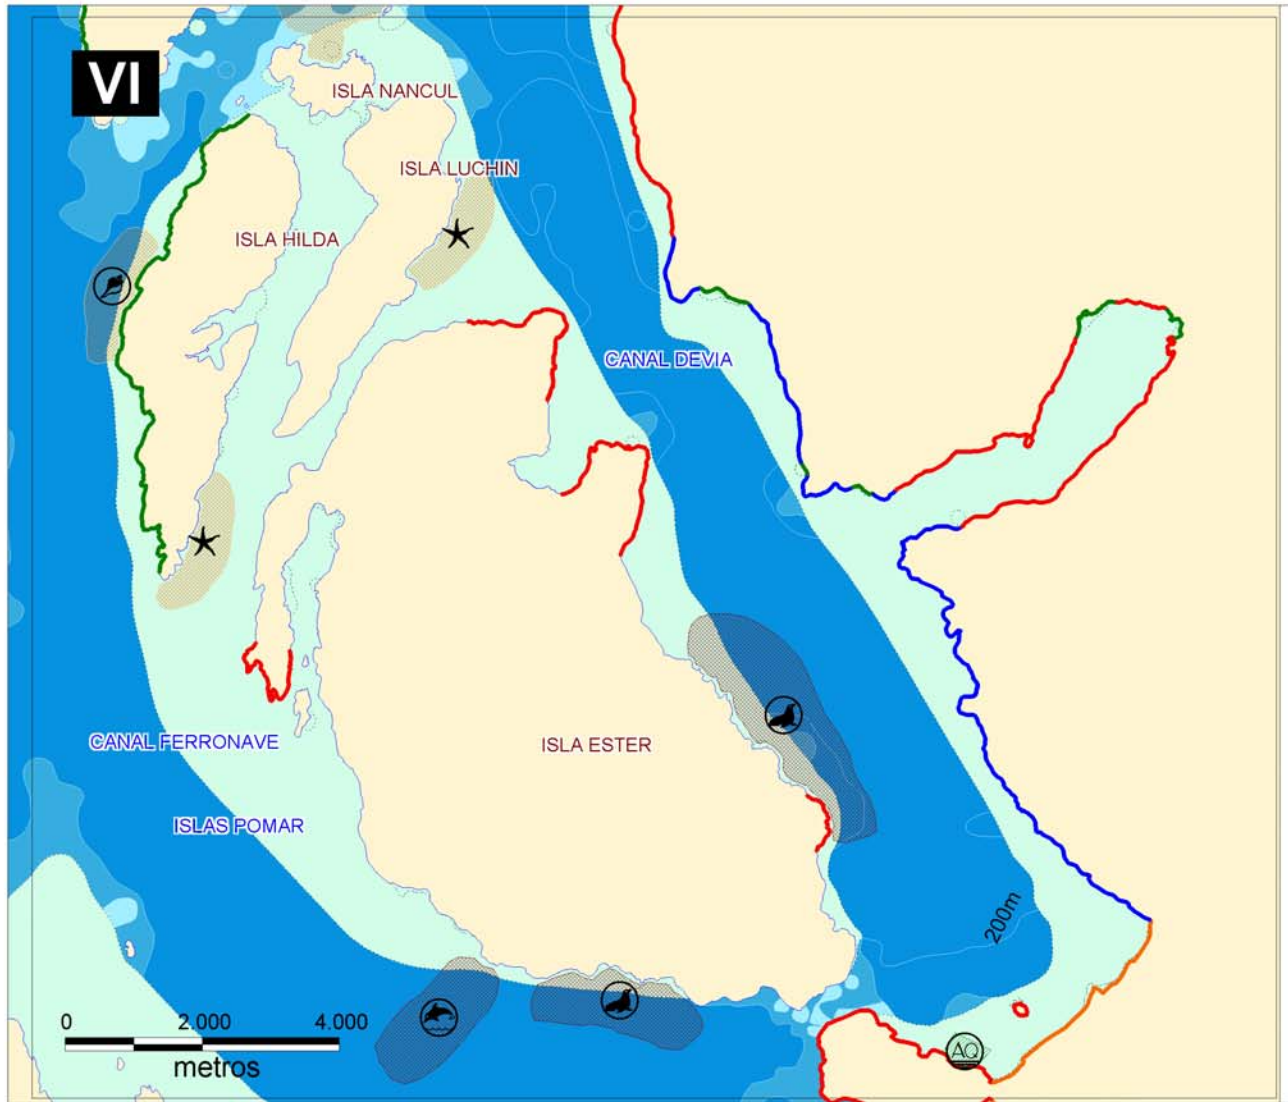 VI
ISLA NANCUL
ISLA LUCHIN
ISLA HILDA
CANAL DEVIA
CANAL FERRONAVE
ISLA ESTER
ISLAS POMAR
200m
0 2.000 4.000
metros
AQ